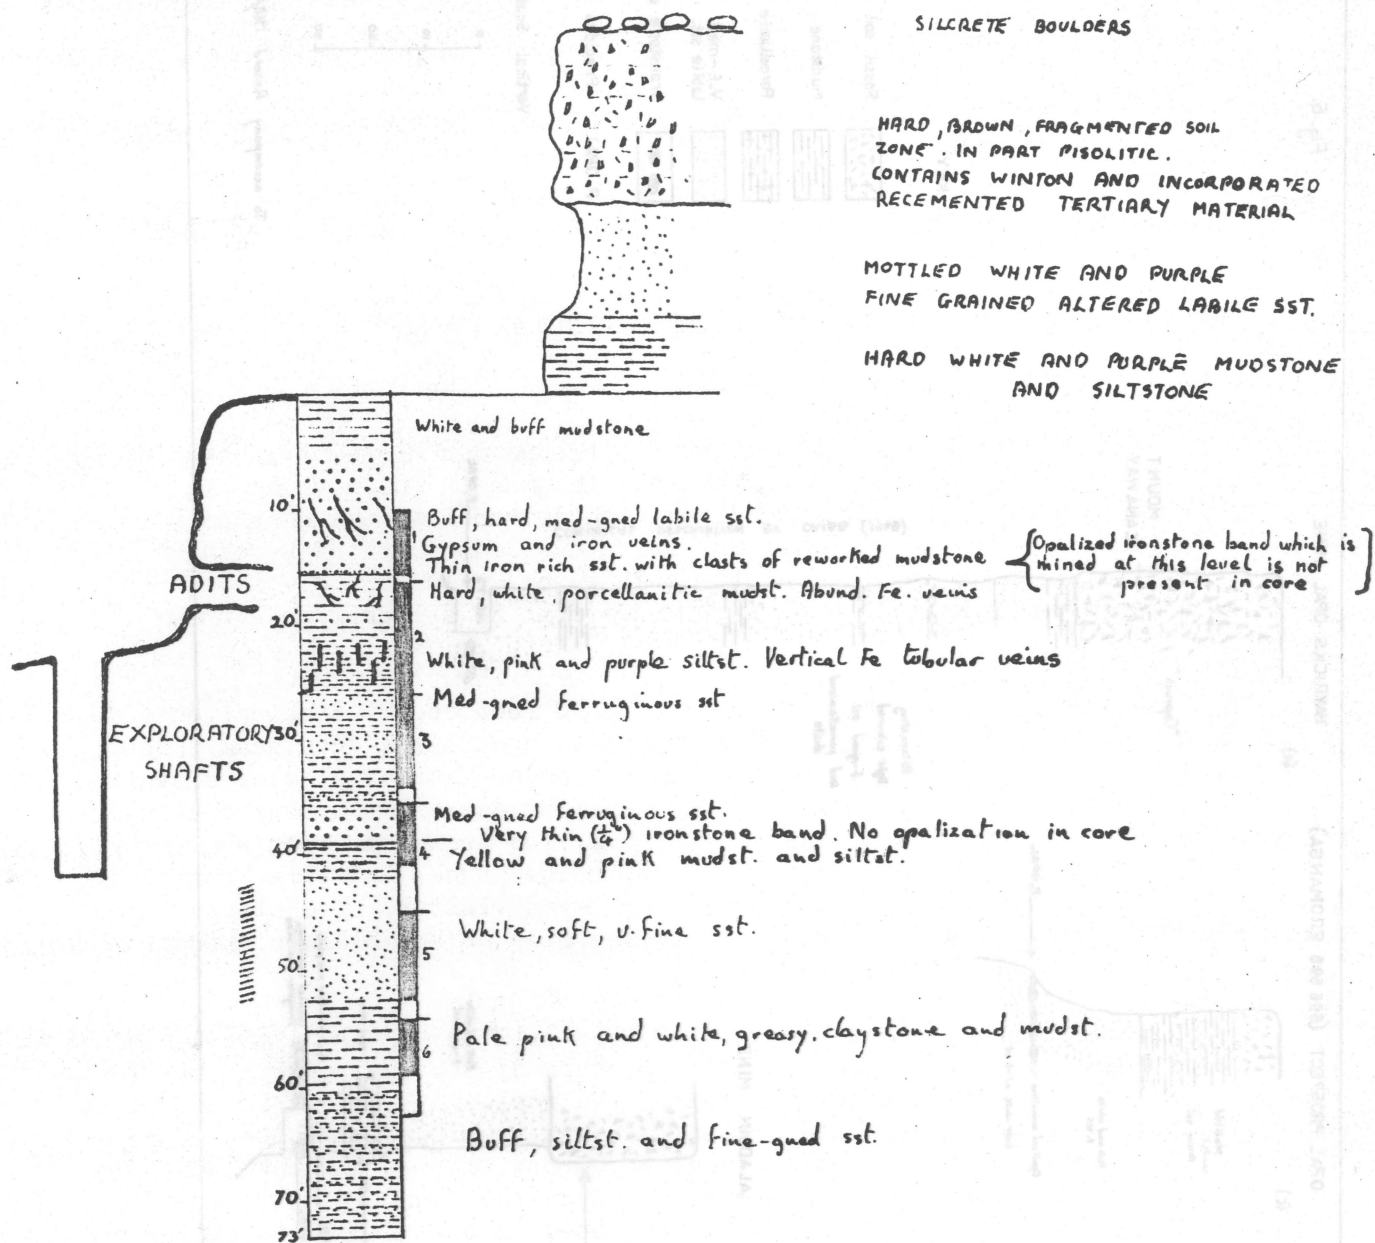 SILCRETE BOULDERS
HARD, BROWN, FRAGMENTED SOIL
ZONE. IN PART PISOLITIC.
CONTAINS WINTON AND INCORPORATED
RECEMENTED TERTIARY MATERIAL
MOTTLED WHITE AND PURPLE
FINE GRAINED ALTERED LABILE SST.
HARD WHITE AND PURPLE MUDSTONE
AND SILTSTONE
White and buff mudstone
10'
Buff, hard, med-gned labile sst.
1
Gypsum and iron veins.
Thin iron rich sst. with clasts of reworked mudstone
Opalized ironstone band which is
mined at this level is not
present in core
ADITS
Hard, white, porcellanitic mudst. Abund. Fe. veins
20'
2
White, pink and purple siltst. Vertical Fe tubular veins
Med-gned Ferruginous sst
EXPLORATORY
SHAFTS
30'
3
Med-gned Ferruginous sst.
Very thin (¼") ironstone band. No opalization in core
40'
4
Yellow and pink mudst. and siltst.
White, soft, v. fine sst.
5
50'
Pale pink and white, greasy, claystone and mudst.
6
60'
Buff, siltst. and fine-gned sst.
70'
73'